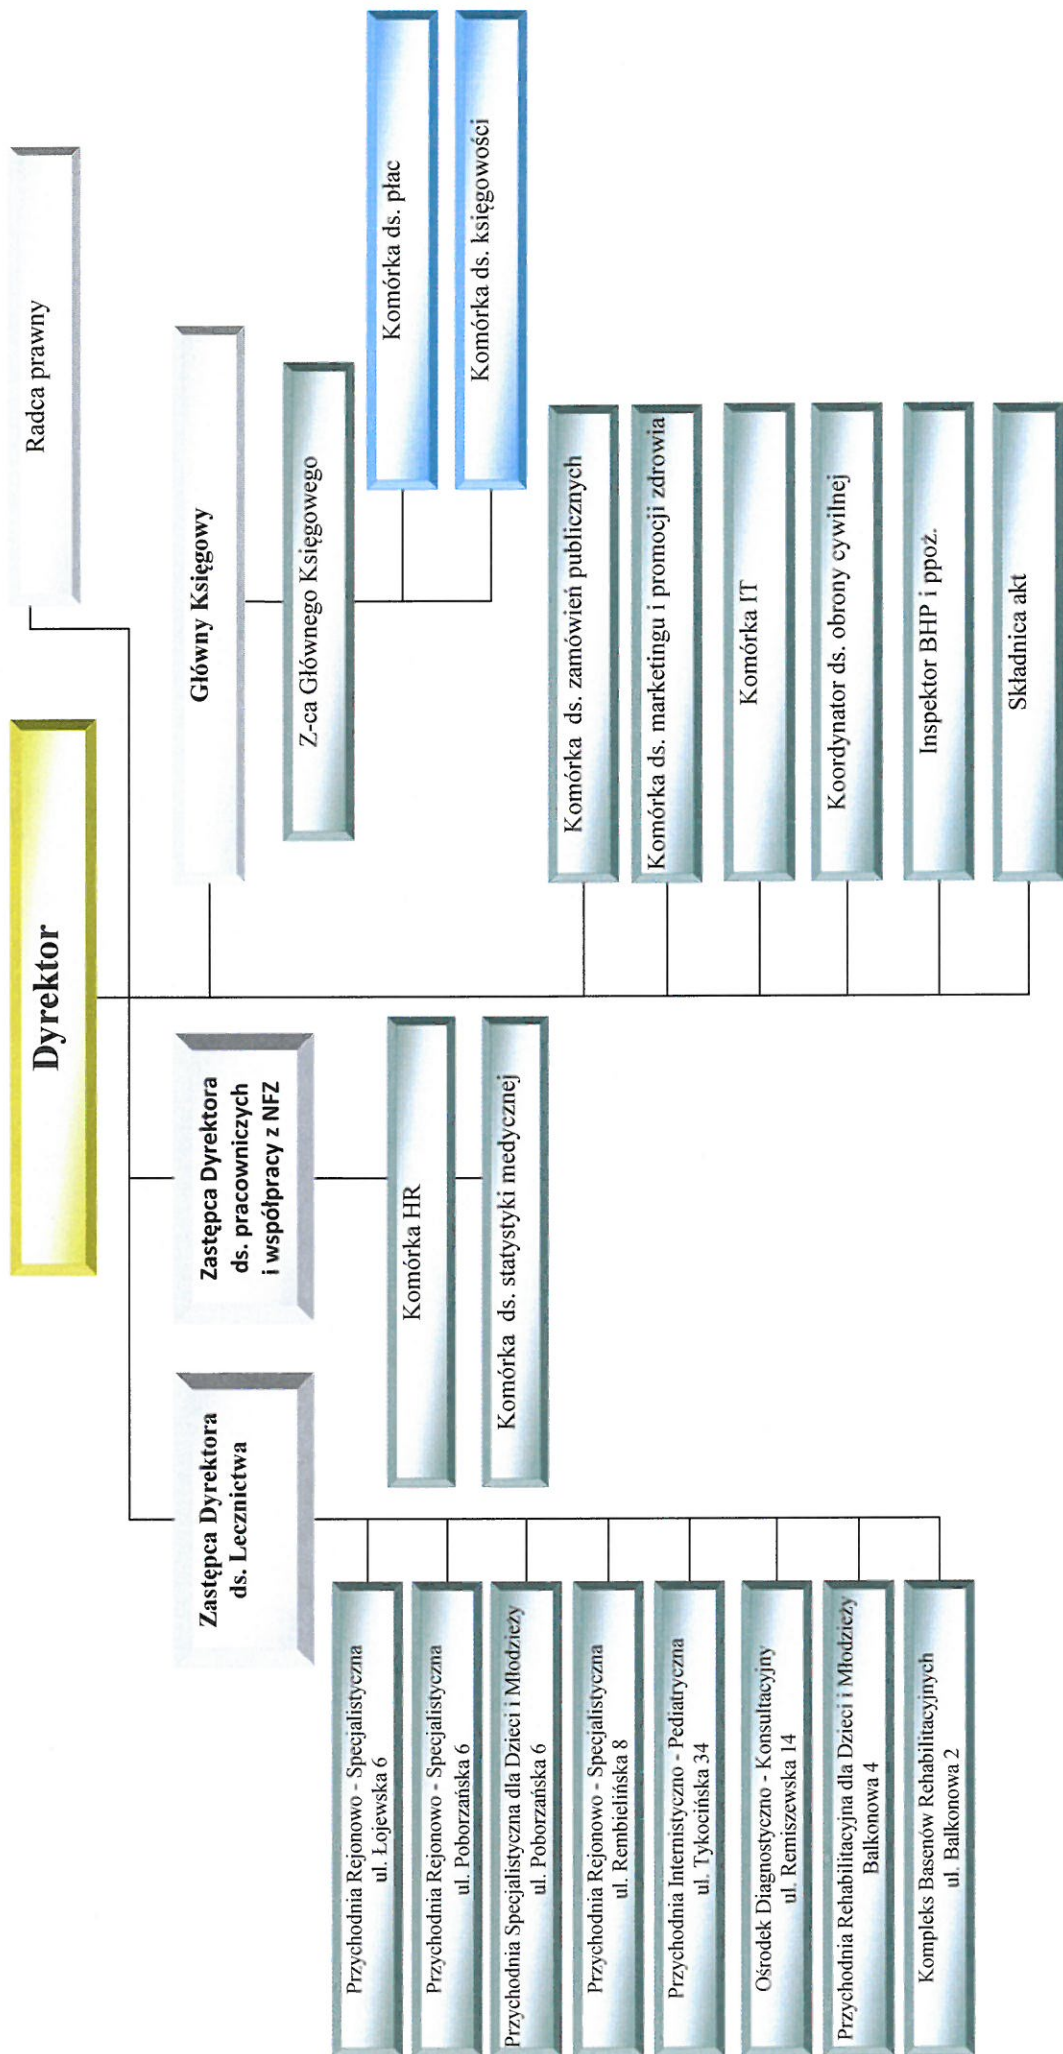 Dyrektor
Radca prawny
Zastępca Dyrektora
ds. Lecznictwa
Zastępca Dyrektora
ds. pracowniczych
i współpracy z NFZ
Główny Księgowy
Z-ca Głównego Księgowego
Komórka ds. płac
Komórka ds. księgowości
Komórka HR
Komórka ds. statystyki medycznej
Przychodnia Rejonowo - Specjalistyczna
ul. Łojewska 6
Przychodnia Rejonowo - Specjalistyczna
ul. Poborzańska 6
Przychodnia Specjalistyczna dla Dzieci i Młodzieży
ul. Poborzańska 6
Przychodnia Rejonowo - Specjalistyczna
ul. Rembielińska 8
Przychodnia Internistyczno - Pediatryczna
ul. Tykocińska 34
Ośrodek Diagnostyczno - Konsultacyjny
ul. Remiszewska 14
Przychodnia Rehabilitacyjna dla Dzieci i Młodzieży
Balkonowa 4
Kompleks Basenów Rehabilitacyjnych
ul. Balkonowa 2
Komórka ds. zamówień publicznych
Komórka ds. marketingu i promocji zdrowia
Komórka IT
Koordynator ds. obrony cywilnej
Inspektor BHP i ppoż.
Składnica akt